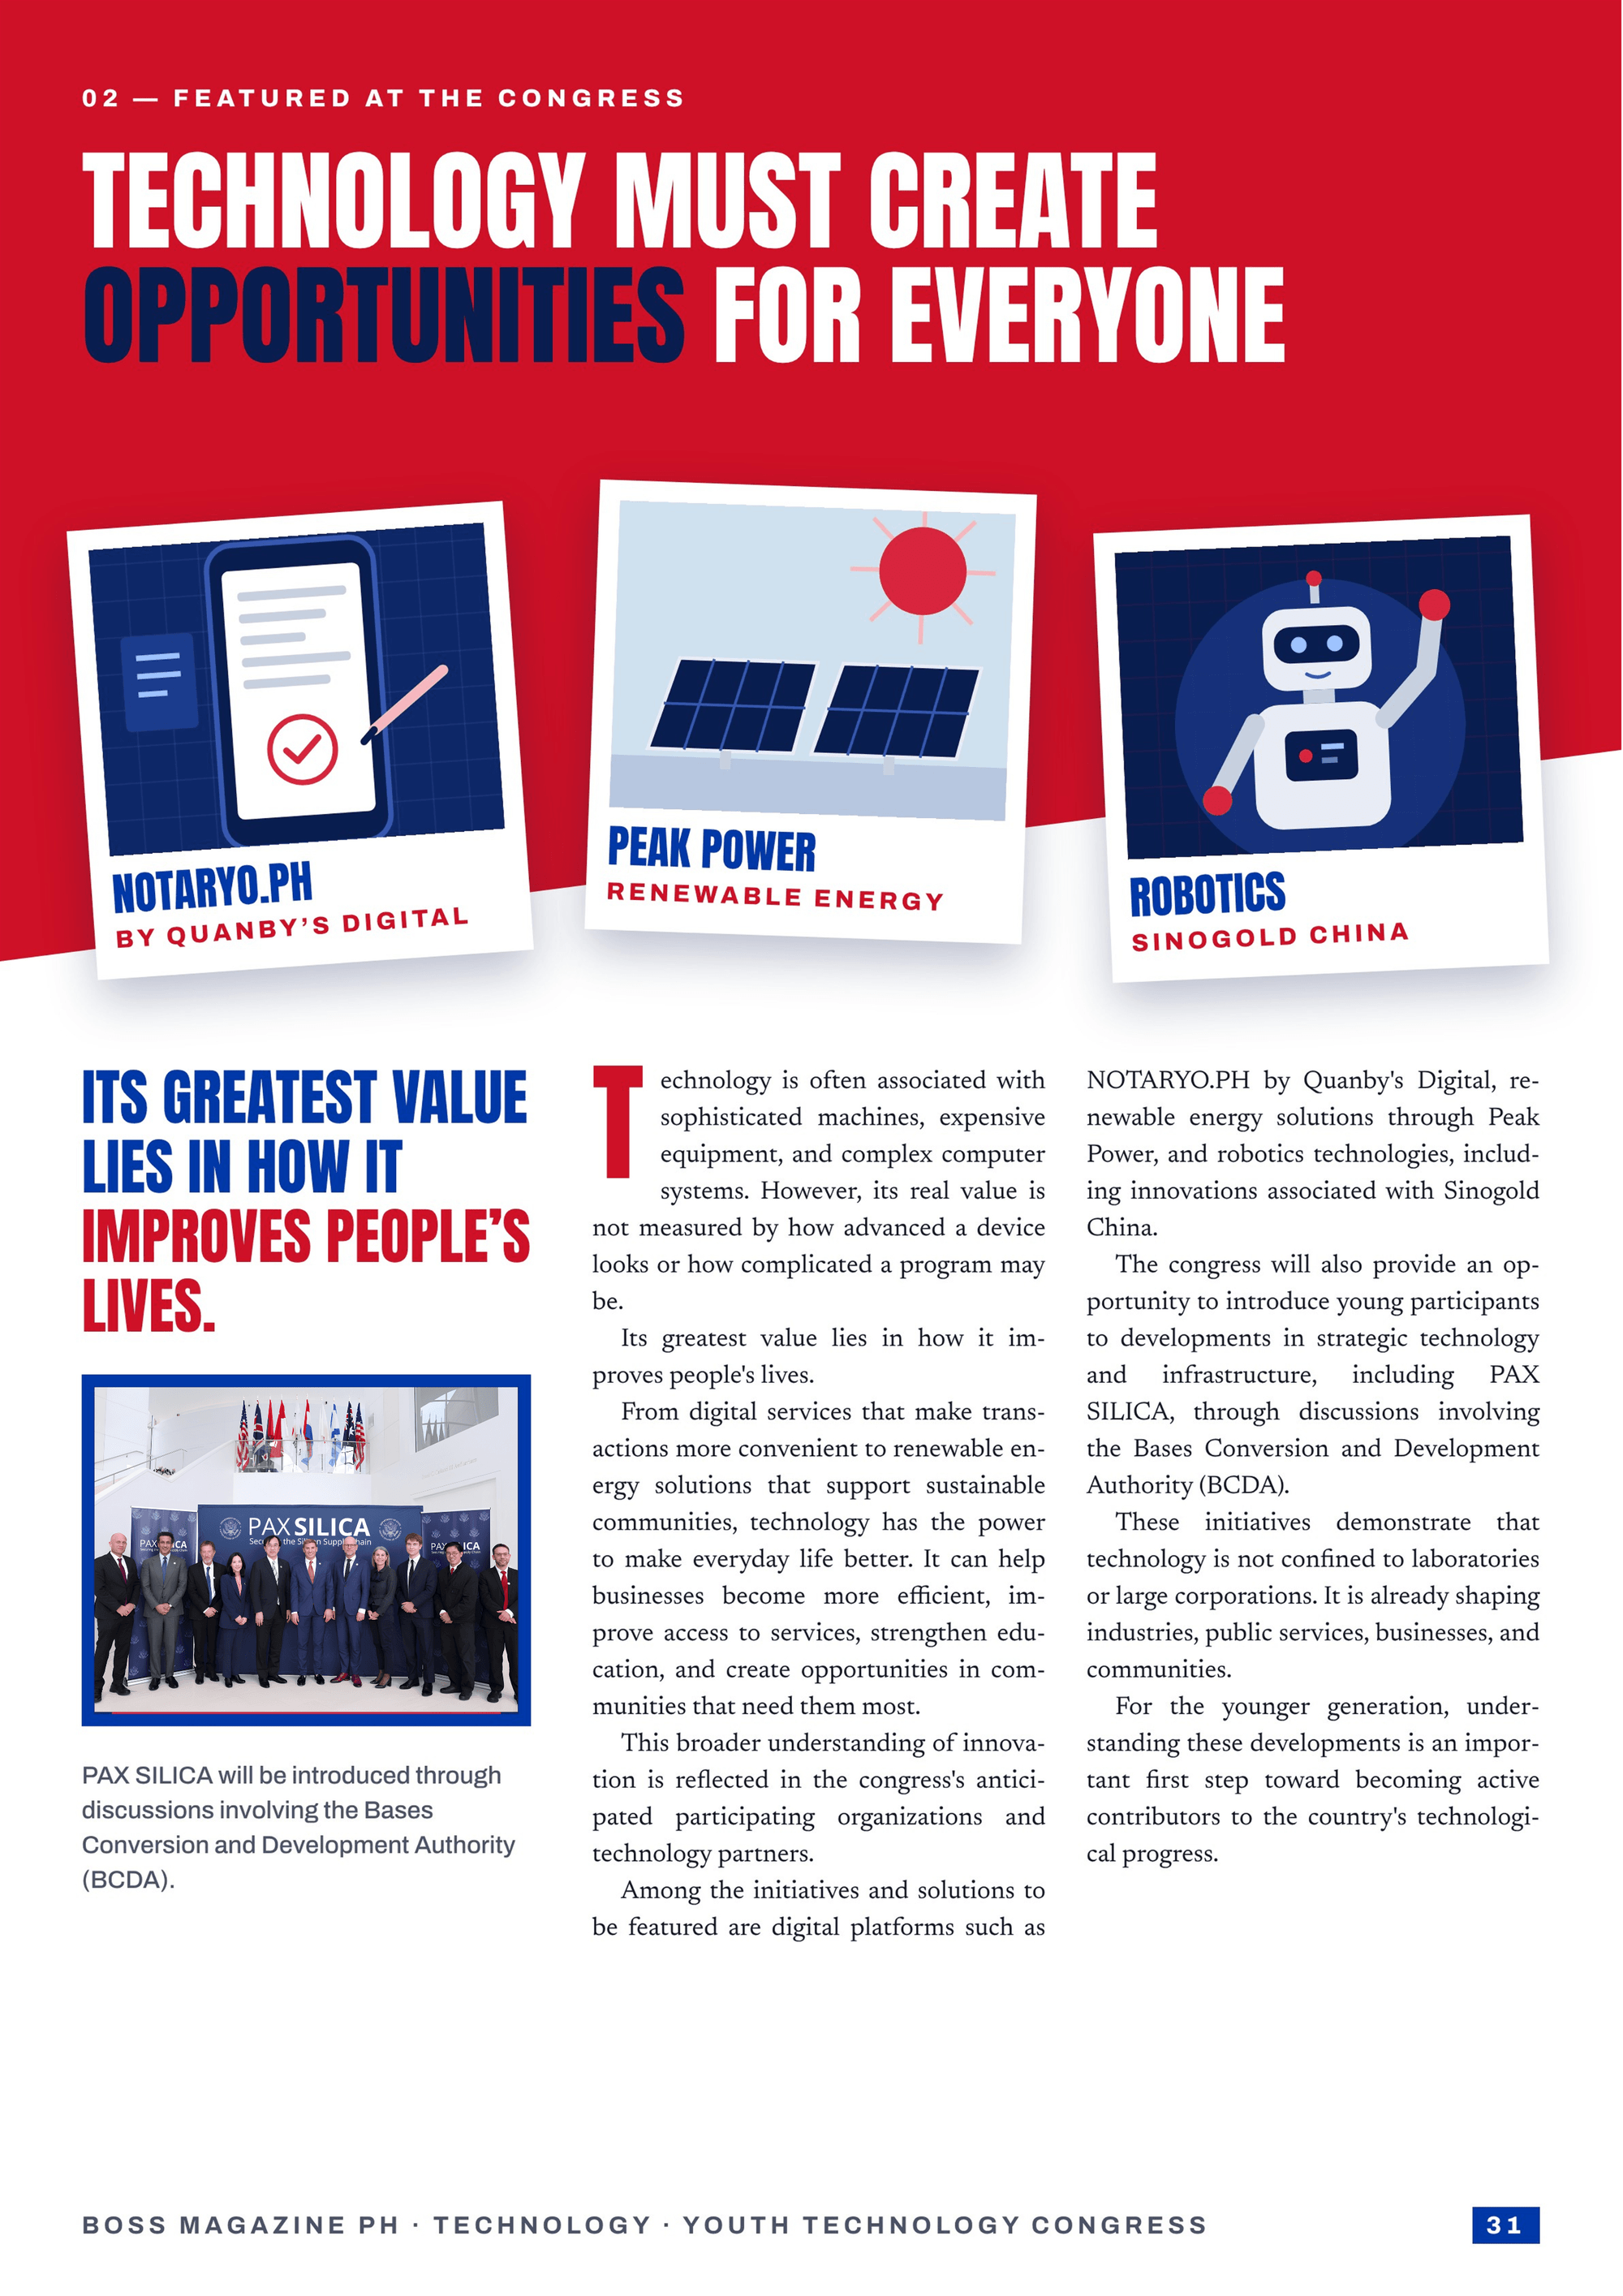 02 — FEATURED AT THE CONGRESS
TECHNOLOGY MUST CREATE
OPPORTUNITIES FOR EVERYONE
NOTARYO.PH
BY QUANBY’S DIGITAL
PEAK POWER
RENEWABLE ENERGY
ROBOTICS
SINOGOLD CHINA
ITS GREATEST VALUE
LIES IN HOW IT
IMPROVES PEOPLE’S
LIVES.
PAX SILICA
PAX SILICA will be introduced through
discussions involving the Bases
Conversion and Development Authority
(BCDA).
Technology is often associated with
sophisticated machines, expensive
equipment, and complex computer
systems. However, its real value is
not measured by how advanced a device
looks or how complicated a program may
be.
Its greatest value lies in how it im-
proves people's lives.
From digital services that make trans-
actions more convenient to renewable en-
ergy solutions that support sustainable
communities, technology has the power
to make everyday life better. It can help
businesses become more efficient, im-
prove access to services, strengthen edu-
cation, and create opportunities in com-
munities that need them most.
This broader understanding of innova-
tion is reflected in the congress's antici-
pated participating organizations and
technology partners.
Among the initiatives and solutions to
be featured are digital platforms such as
NOTARYO.PH by Quanby's Digital, re-
newable energy solutions through Peak
Power, and robotics technologies, includ-
ing innovations associated with Sinogold
China.
The congress will also provide an op-
portunity to introduce young participants
to developments in strategic technology
and infrastructure, including PAX
SILICA, through discussions involving
the Bases Conversion and Development
Authority (BCDA).
These initiatives demonstrate that
technology is not confined to laboratories
or large corporations. It is already shaping
industries, public services, businesses, and
communities.
For the younger generation, under-
standing these developments is an impor-
tant first step toward becoming active
contributors to the country's technologi-
cal progress.
BOSS MAGAZINE PH · TECHNOLOGY · YOUTH TECHNOLOGY CONGRESS
31